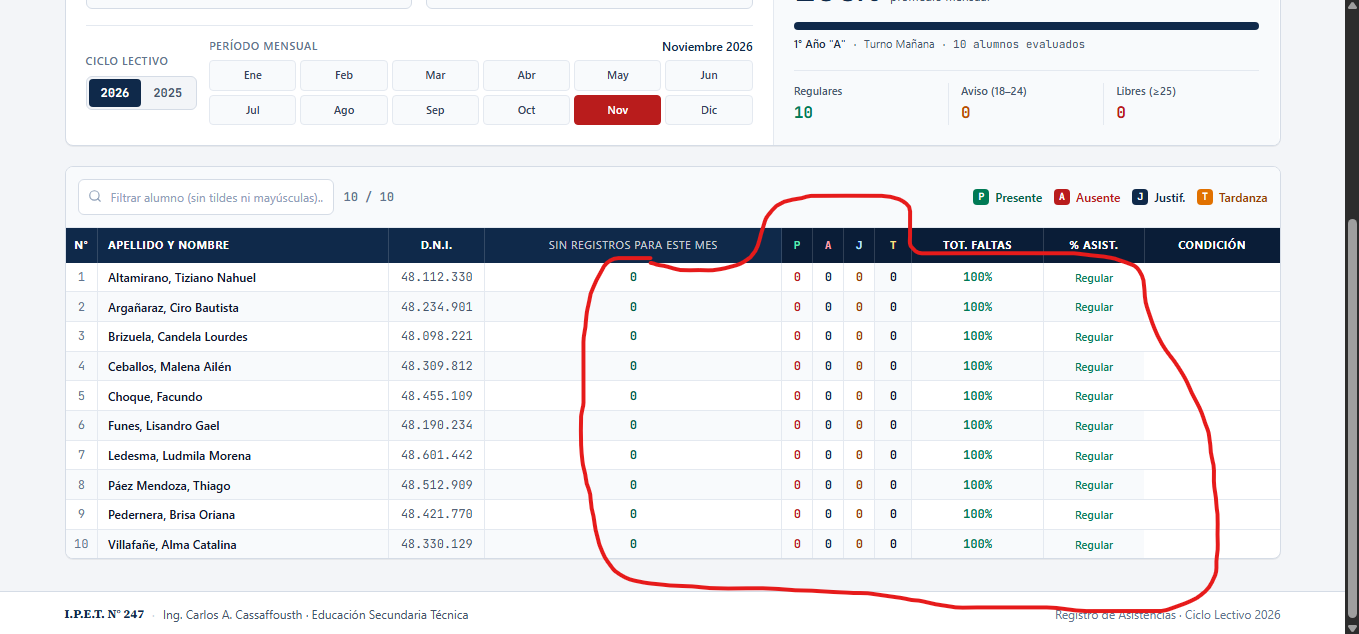 promedio mensual
PERÍODO MENSUAL
Noviembre 2026
CICLO LECTIVO
2026 2025
Ene Feb Mar Abr May Jun
Jul Ago Sep Oct Nov Dic
1° Año "A" · Turno Mañana · 10 alumnos evaluados
Regulares Aviso (18–24) Libres (≥25)
10 0 0
Filtrar alumno (sin tildes ni mayúsculas)..
10 / 10
P Presente A Ausente J Justif. T Tardanza
N° APELLIDO Y NOMBRE D.N.I. SIN REGISTROS PARA ESTE MES P A J T TOT. FALTAS % ASIST. CONDICIÓN
1 Altamirano, Tiziano Nahuel 48.112.330 0 0 0 0 0 100% Regular
2 Argañaraz, Ciro Bautista 48.234.901 0 0 0 0 0 100% Regular
3 Brizuela, Candela Lourdes 48.098.221 0 0 0 0 0 100% Regular
4 Ceballos, Malena Ailén 48.309.812 0 0 0 0 0 100% Regular
5 Choque, Facundo 48.455.109 0 0 0 0 0 100% Regular
6 Funes, Lisandro Gael 48.190.234 0 0 0 0 0 100% Regular
7 Ledesma, Ludmila Morena 48.601.442 0 0 0 0 0 100% Regular
8 Páez Mendoza, Thiago 48.512.909 0 0 0 0 0 100% Regular
9 Pedernera, Brisa Oriana 48.421.770 0 0 0 0 0 100% Regular
10 Villafañe, Alma Catalina 48.330.129 0 0 0 0 0 100% Regular
I.P.E.T. N° 247 · Ing. Carlos A. Cassaffousth · Educación Secundaria Técnica
Registro de Asistencias · Ciclo Lectivo 2026